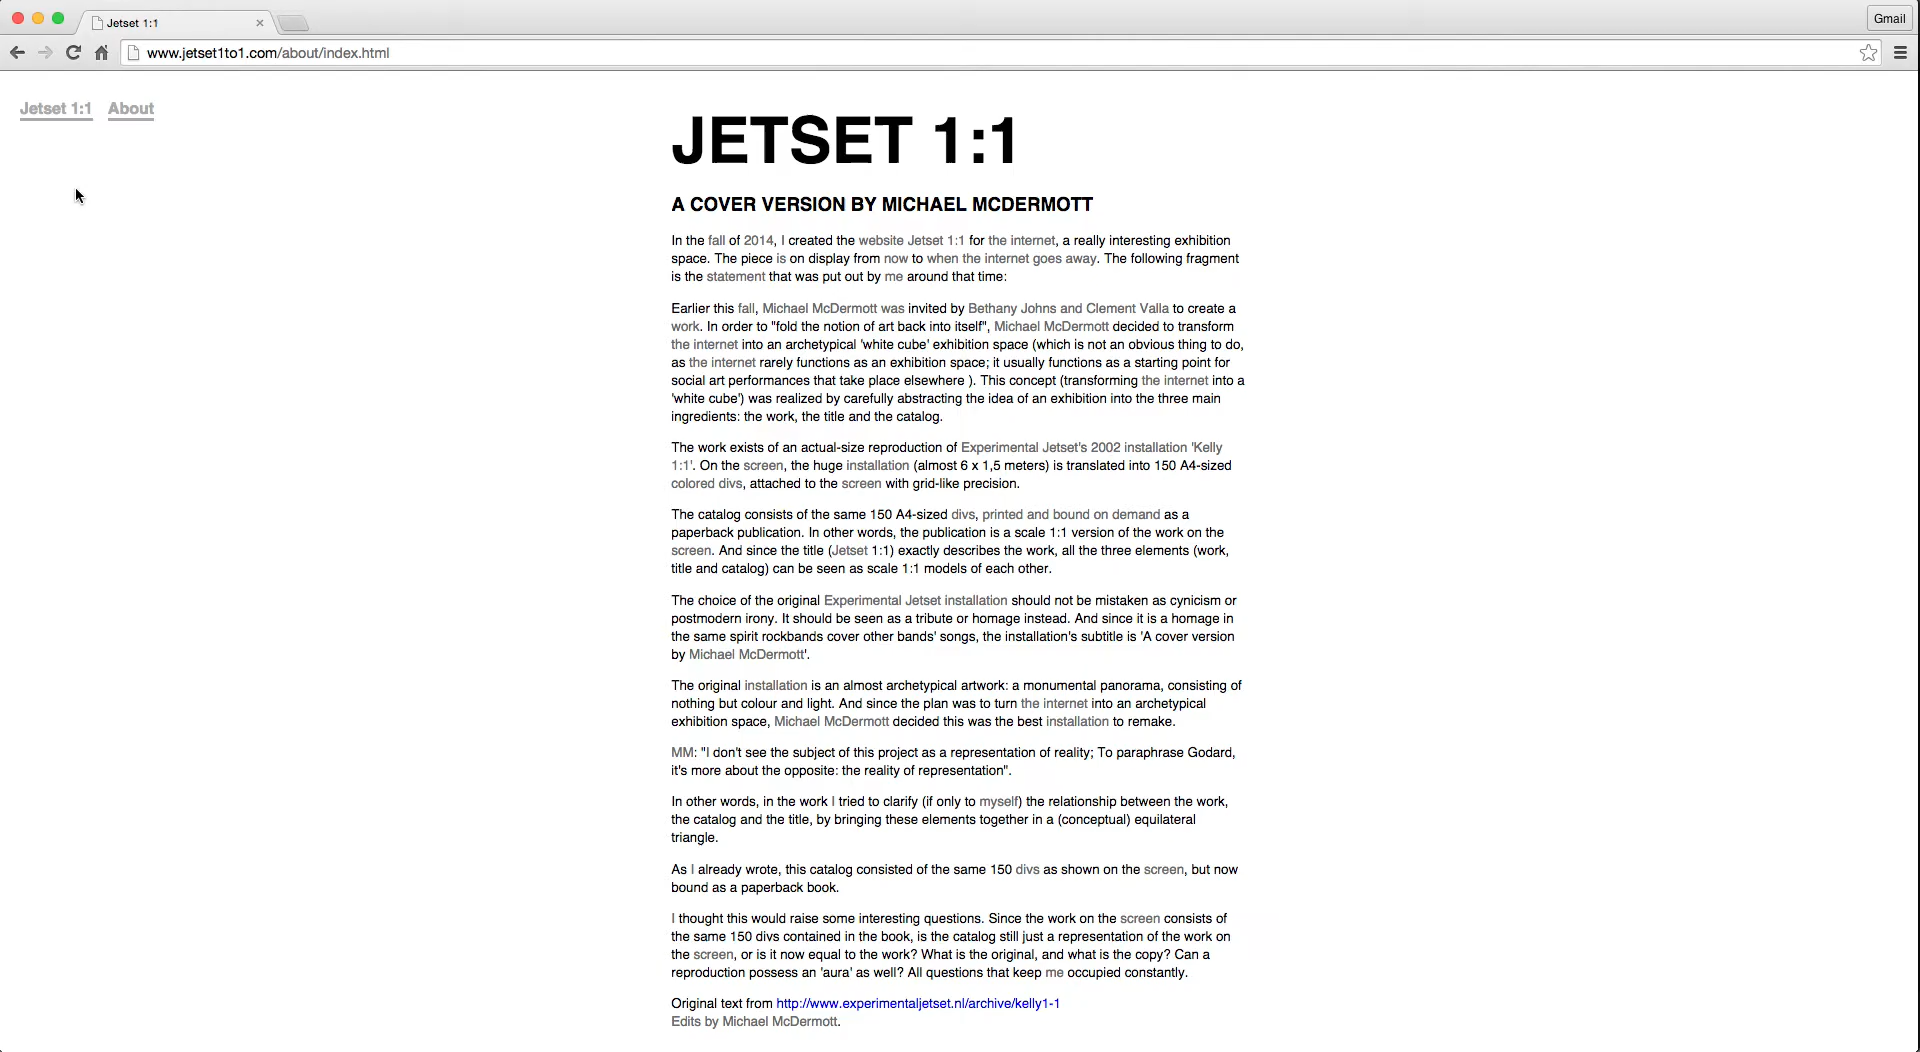 Jetset 1:1
Gmail
www.jetset1to1.com/about/index.html
Jetset 1:1 About
JETSET 1:1
A COVER VERSION BY MICHAEL MCDERMOTT
In the fall of 2014, I created the website Jetset 1:1 for the internet, a really interesting exhibition
space. The piece is on display from now to when the internet goes away. The following fragment
is the statement that was put out by me around that time:
Earlier this fall, Michael McDermott was invited by Bethany Johns and Clement Valla to create a
work. In order to "fold the notion of art back into itself", Michael McDermott decided to transform
the internet into an archetypical 'white cube' exhibition space (which is not an obvious thing to do,
as the internet rarely functions as an exhibition space; it usually functions as a starting point for
social art performances that take place elsewhere ). This concept (transforming the internet into a
'white cube') was realized by carefully abstracting the idea of an exhibition into the three main
ingredients: the work, the title and the catalog.
The work exists of an actual-size reproduction of Experimental Jetset's 2002 installation 'Kelly
1:1'. On the screen, the huge installation (almost 6 x 1,5 meters) is translated into 150 A4-sized
colored divs, attached to the screen with grid-like precision.
The catalog consists of the same 150 A4-sized divs, printed and bound on demand as a
paperback publication. In other words, the publication is a scale 1:1 version of the work on the
screen. And since the title (Jetset 1:1) exactly describes the work, all the three elements (work,
title and catalog) can be seen as scale 1:1 models of each other.
The choice of the original Experimental Jetset installation should not be mistaken as cynicism or
postmodern irony. It should be seen as a tribute or homage instead. And since it is a homage in
the same spirit rockbands cover other bands' songs, the installation's subtitle is 'A cover version
by Michael McDermott'.
The original installation is an almost archetypical artwork: a monumental panorama, consisting of
nothing but colour and light. And since the plan was to turn the internet into an archetypical
exhibition space, Michael McDermott decided this was the best installation to remake.
MM: "I don't see the subject of this project as a representation of reality; To paraphrase Godard,
it's more about the opposite: the reality of representation".
In other words, in the work I tried to clarify (if only to myself) the relationship between the work,
the catalog and the title, by bringing these elements together in a (conceptual) equilateral
triangle.
As I already wrote, this catalog consisted of the same 150 divs as shown on the screen, but now
bound as a paperback book.
I thought this would raise some interesting questions. Since the work on the screen consists of
the same 150 divs contained in the book, is the catalog still just a representation of the work on
the screen, or is it now equal to the work? What is the original, and what is the copy? Can a
reproduction possess an 'aura' as well? All questions that keep me occupied constantly.
Original text from http://www.experimentaljetset.nl/archive/kelly1-1
Edits by Michael McDermott.